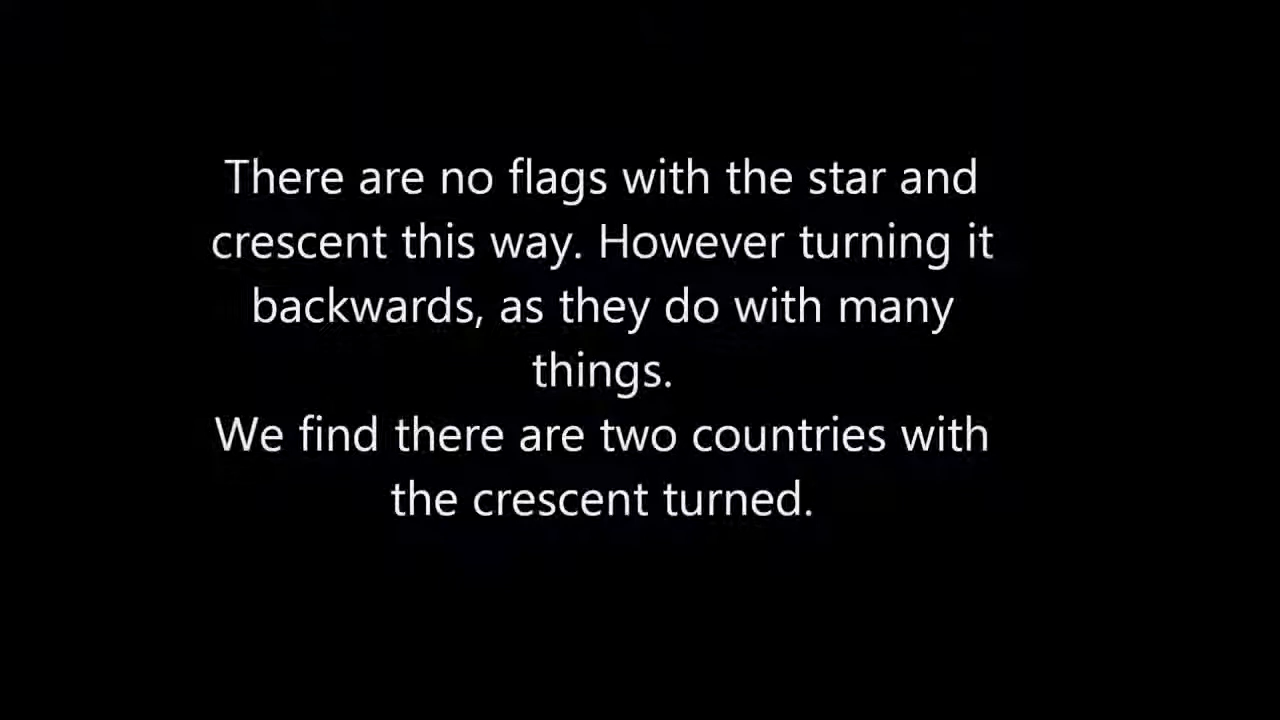 There are no flags with the star and
crescent this way. However turning it
backwards, as they do with many
things.
We find there are two countries with
the crescent turned.